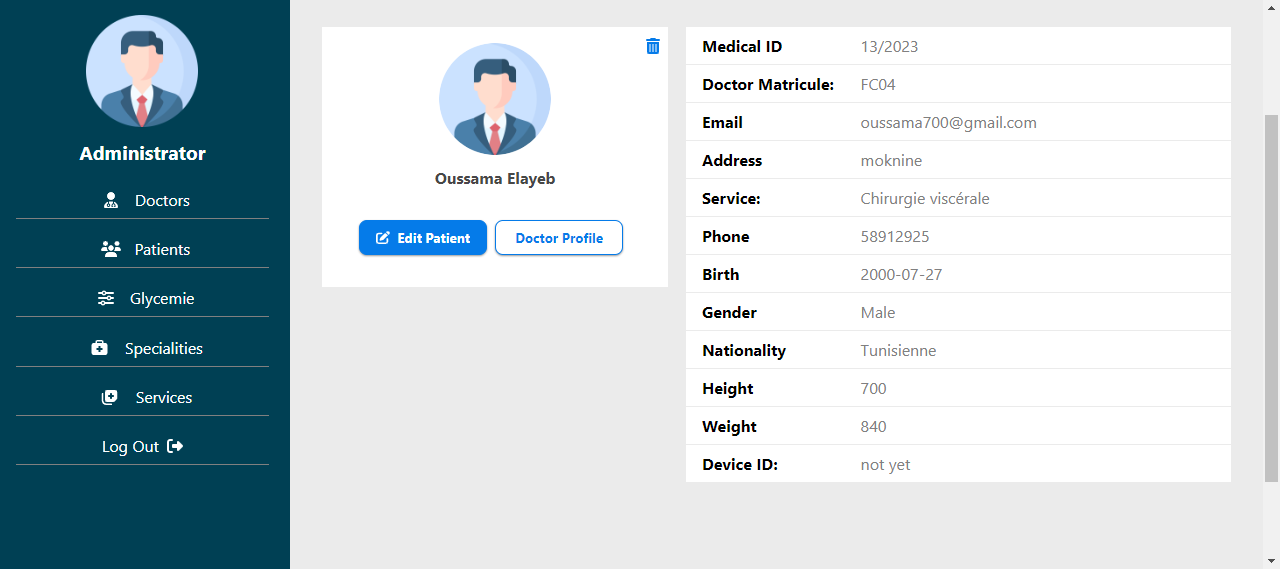 Administrator
Doctors
Patients
Glycemie
Specialities
Services
Log Out
Oussama Elayeb
Edit Patient
Doctor Profile
Medical ID 13/2023
Doctor Matricule: FC04
Email oussama700@gmail.com
Address moknine
Service: Chirurgie viscérale
Phone 58912925
Birth 2000-07-27
Gender Male
Nationality Tunisienne
Height 700
Weight 840
Device ID: not yet